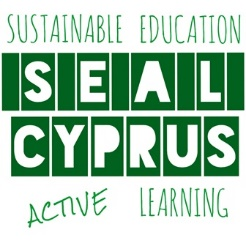 SUSTAINABLE EDUCATION
SEAL
CYPRUS
ACTIVE LEARNING